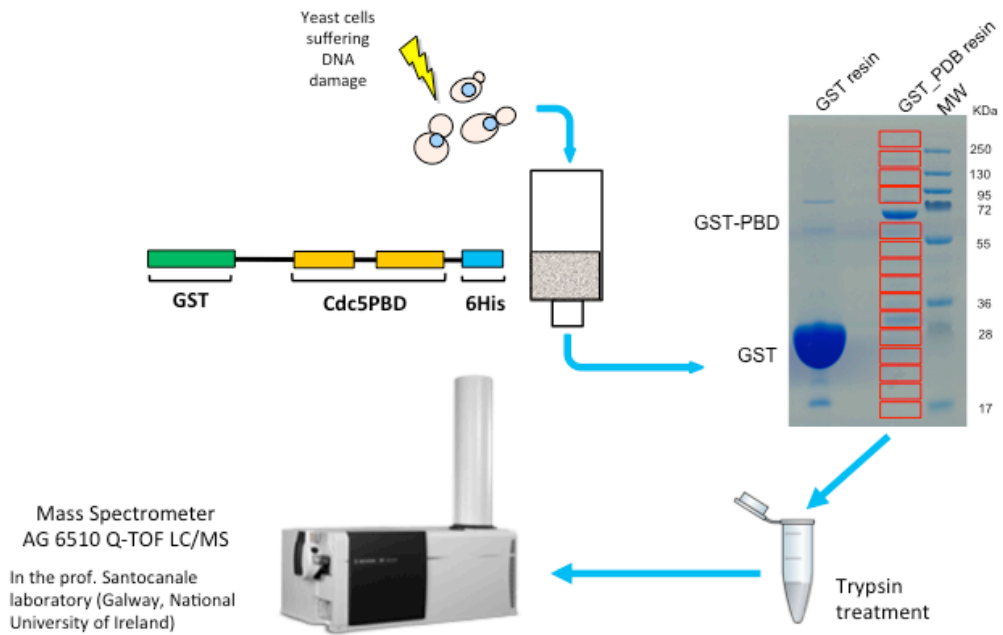 Yeast cells
suffering
DNA
damage
GST resin
GST_PDB resin
MW
KDa
250
130
95
72
55
36
28
17
GST-PBD
GST
GST
Cdc5PBD
6His
Mass Spectrometer
AG 6510 Q-TOF LC/MS
In the prof. Santocanale
laboratory (Galway, National
University of Ireland)
Trypsin
treatment